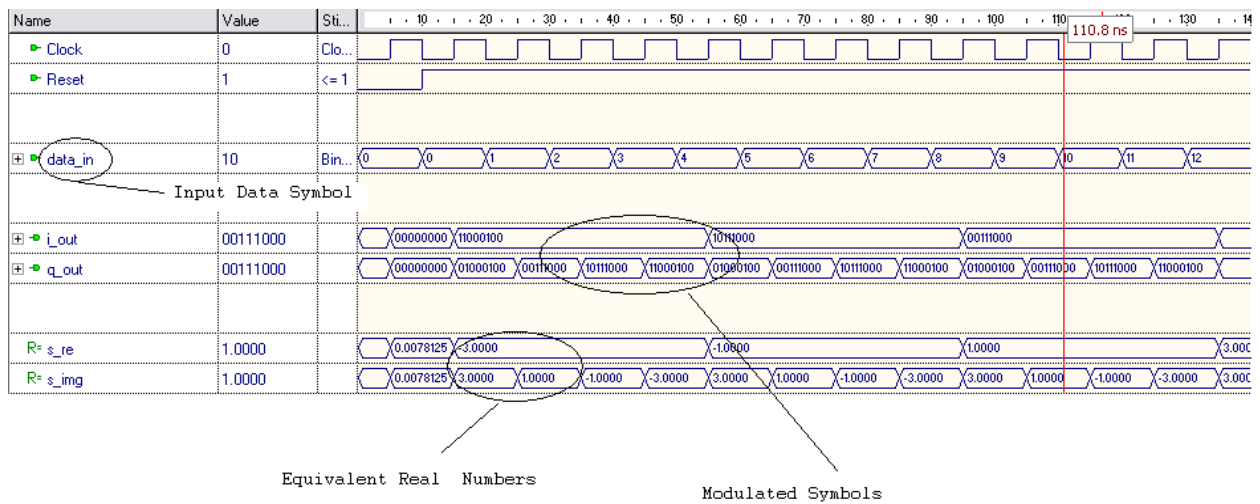 Name Value Sti... 10 20 30 40 50 60 70 80 90 100 110 130 14
110.8 ns
Clock 0 Clo...
Reset 1 <= 1
data_in 10 Bin... 0 0 1 2 3 4 5 6 7 8 9 10 11 12
Input Data Symbol
i_out 00111000 00000000 11000100 10111000 00111000
q_out 00111000 00000000 01000100 00111000 10111000 11000100 01000100 00111000 10111000 11000100 01000100 00111000 10111000 11000100
R= s_re 1.0000 0.0078125 -3.0000 -1.0000 1.0000 3.000
R= s_img 1.0000 0.0078125 3.0000 1.0000 -1.0000 -3.0000 3.0000 1.0000 -1.0000 -3.0000 3.0000 1.0000 -1.0000 -3.0000 3.000
Equivalent Real Numbers
Modulated Symbols